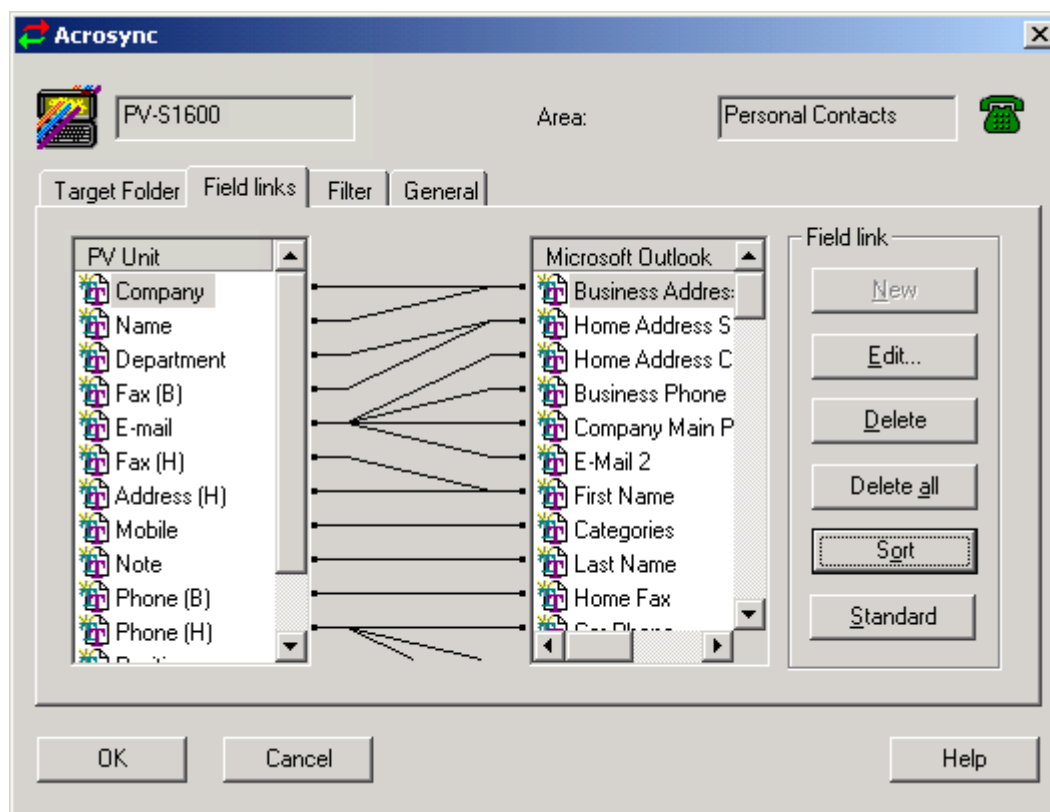 Acrosync
PV-S1600
Area:
Personal Contacts
Target Folder
Field links
Filter
General
PV Unit
Company
Name
Department
Fax (B)
E-mail
Fax (H)
Address (H)
Mobile
Note
Phone (B)
Phone (H)
Microsoft Outlook
Business Addres
Home Address S
Home Address C
Business Phone
Company Main P
E-Mail 2
First Name
Categories
Last Name
Home Fax
Car Phone
Field link
New
Edit...
Delete
Delete all
Sort
Standard
OK
Cancel
Help